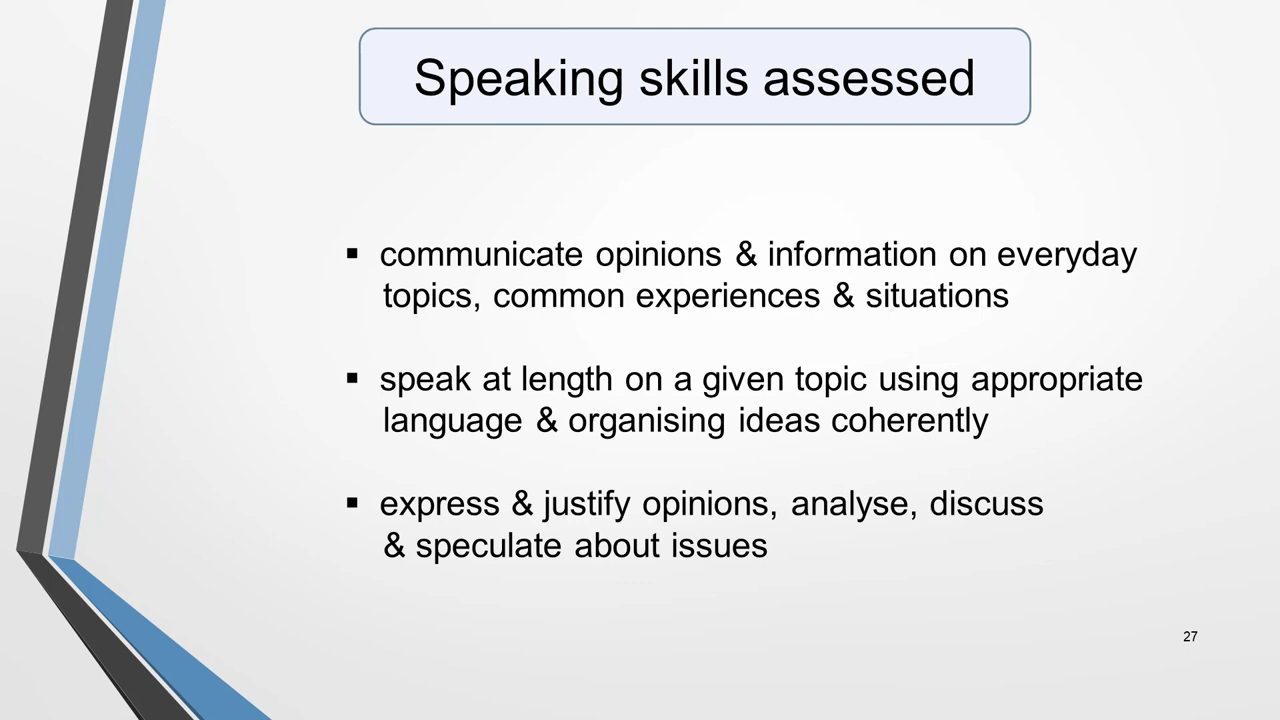 Speaking skills assessed
▪ communicate opinions & information on everyday
topics, common experiences & situations
▪ speak at length on a given topic using appropriate
language & organising ideas coherently
▪ express & justify opinions, analyse, discuss
& speculate about issues
27